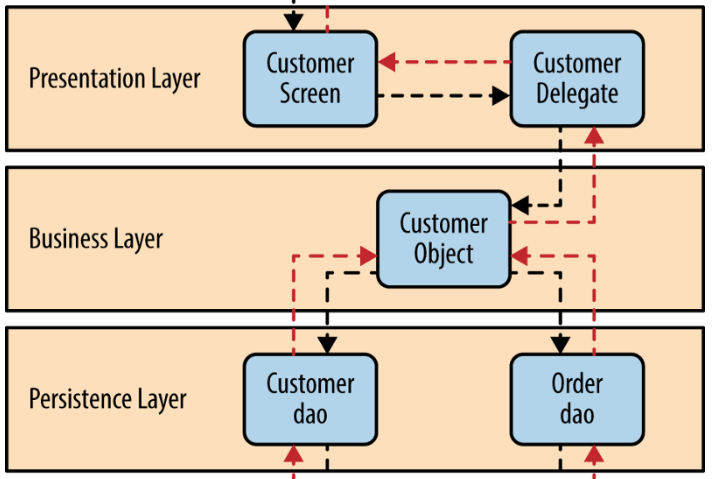 Presentation Layer
Customer
Screen
Customer
Delegate
Business Layer
Customer
Object
Persistence Layer
Customer
dao
Order
dao